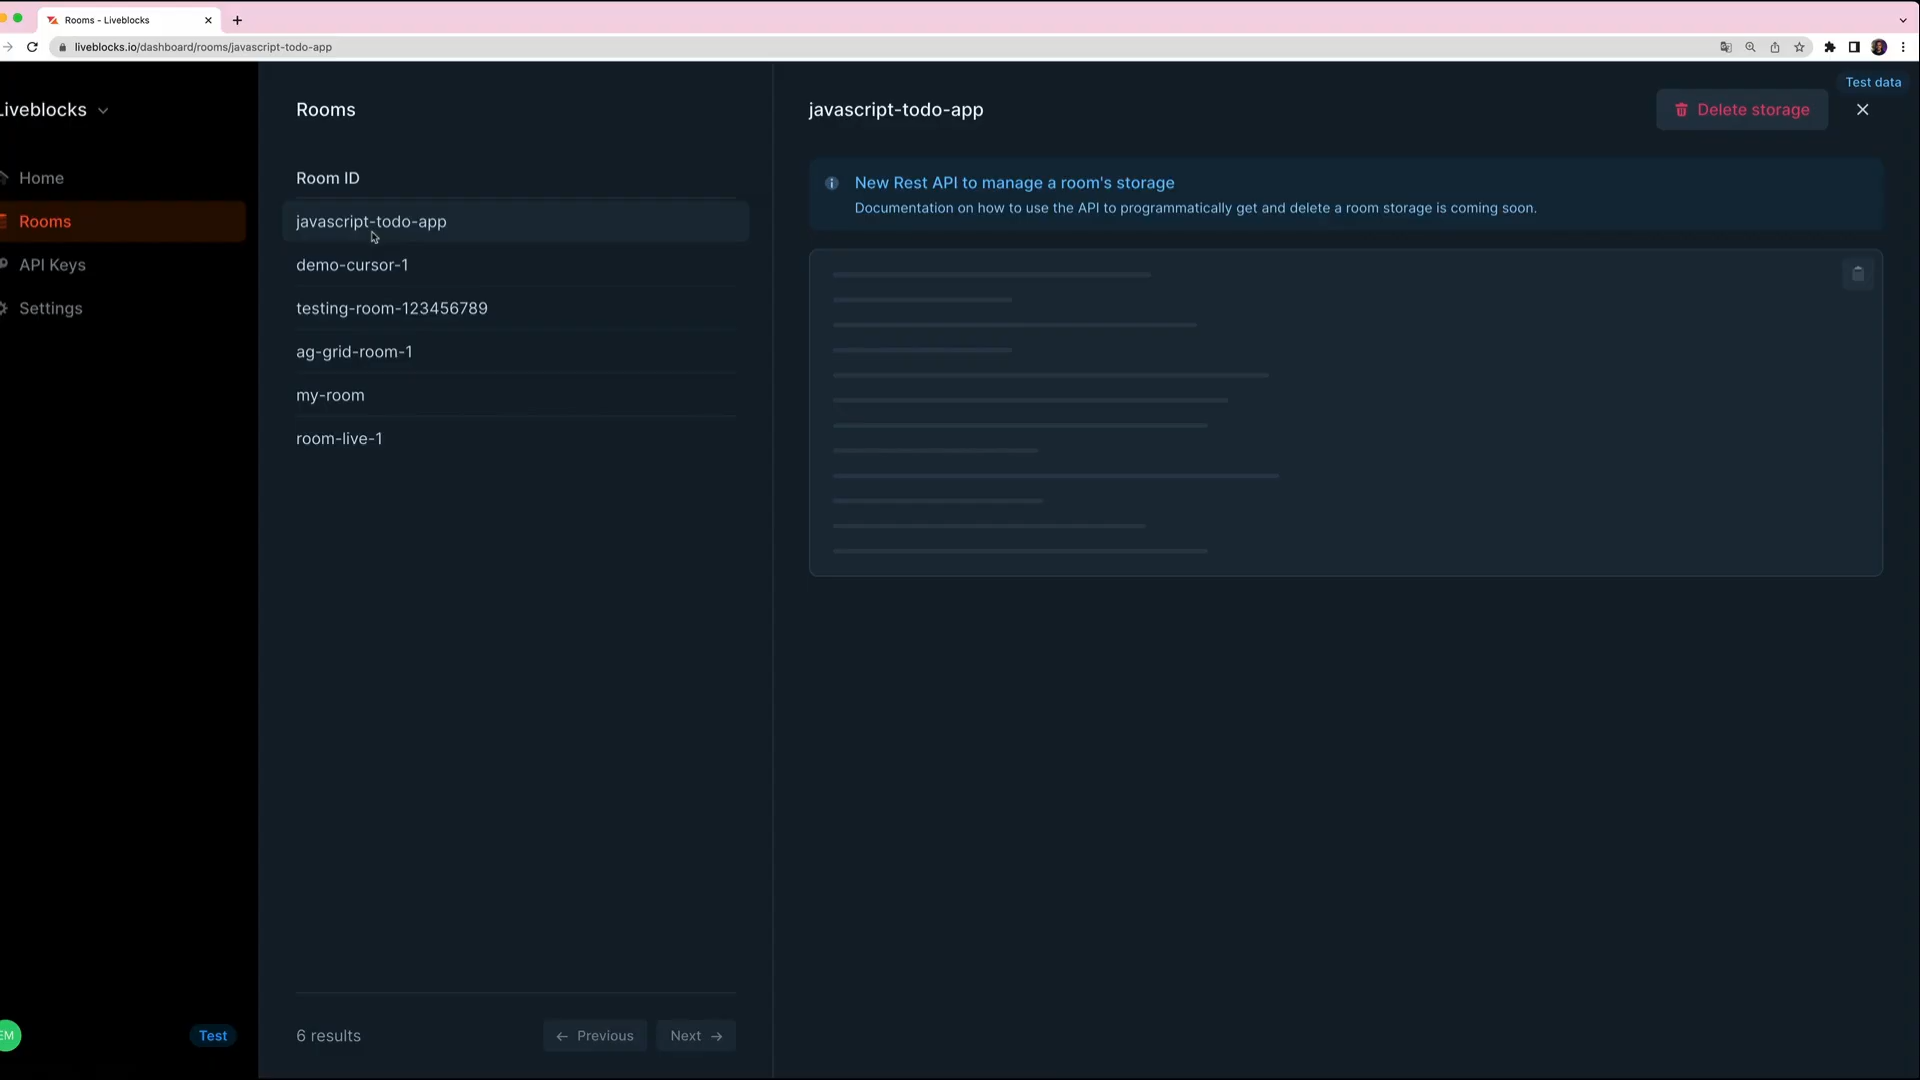 Rooms - Liveblocks
liveblocks.io/dashboard/rooms/javascript-todo-app
Test data
Liveblocks
Rooms
javascript-todo-app
Delete storage
Home
Rooms
API Keys
Settings
Room ID
javascript-todo-app
demo-cursor-1
testing-room-123456789
ag-grid-room-1
my-room
room-live-1
New Rest API to manage a room's storage
Documentation on how to use the API to programmatically get and delete a room storage is coming soon.
EM
Test
6 results
← Previous
Next →